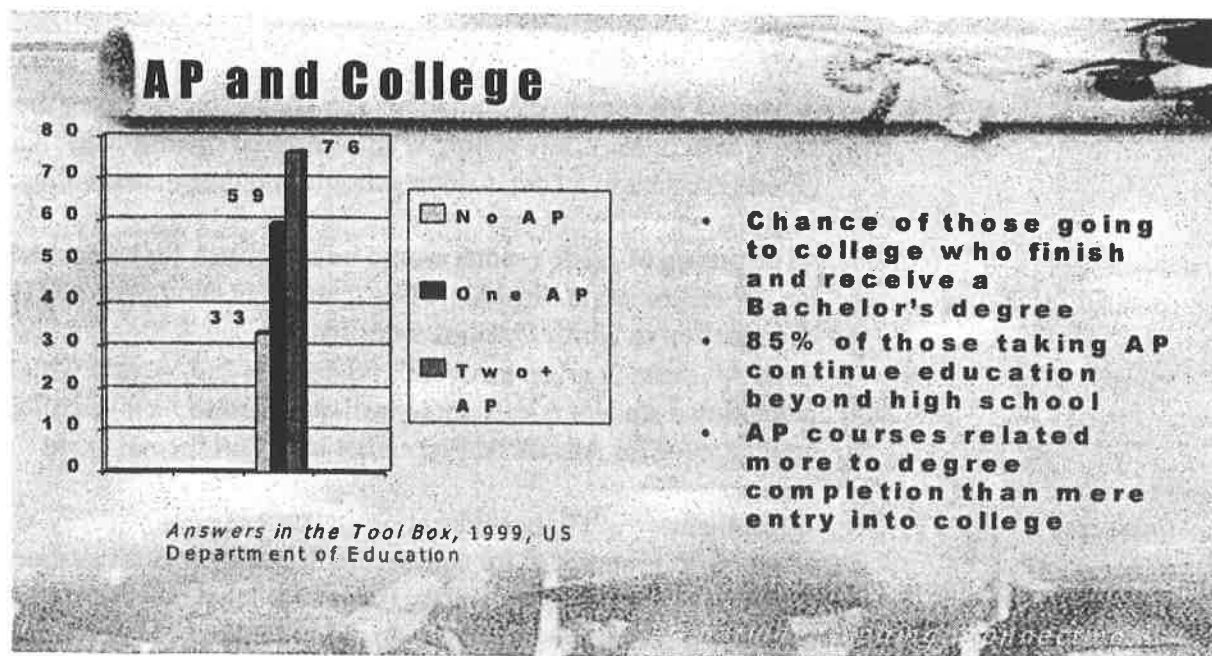 AP and College
80
70
60
50
40
30
20
10
0
33
59
76
No AP
One AP
Two+
AP
Answers in the Tool Box, 1999, US
Department of Education
• Chance of those going
to college who finish
and receive a
Bachelor's degree
• 85% of those taking AP
continue education
beyond high school
• AP courses related
more to degree
completion than mere
entry into college